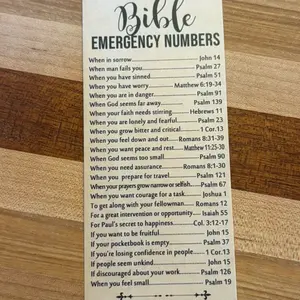 Bible
EMERGENCY NUMBERS
When in sorrow John 14
When man fails you Psalm 27
When you have sinned Psalm 51
When you have worry Matthew 6:19-34
When you are in danger Psalm 91
When God seems far away Psalm 139
When your faith needs stirring Hebrews 11
When you are lonely and fearful Psalm 23
When you grow bitter and critical 1 Cor.13
When you feel down and out Romans 8:31-39
When you want peace and rest Matthew 11:25-30
When God seems too small Psalm 90
When you need assurance Romans 8:1-30
When you prepare for travel Psalm 121
When your prayers grow narrow or selfish Psalm 67
When you want courage for a task Joshua 1
To get along with your fellowman Romans 12
For a great intervention or opportunity Isaiah 55
For Paul's secret to happiness Col. 3:12-17
If you want to be fruitful John 15
If your pocketbook is empty Psalm 37
If you're losing confidence in people 1 Cor.13
If people seem unkind John 15
If discouraged about your work Psalm 126
When you feel small Psalm 19